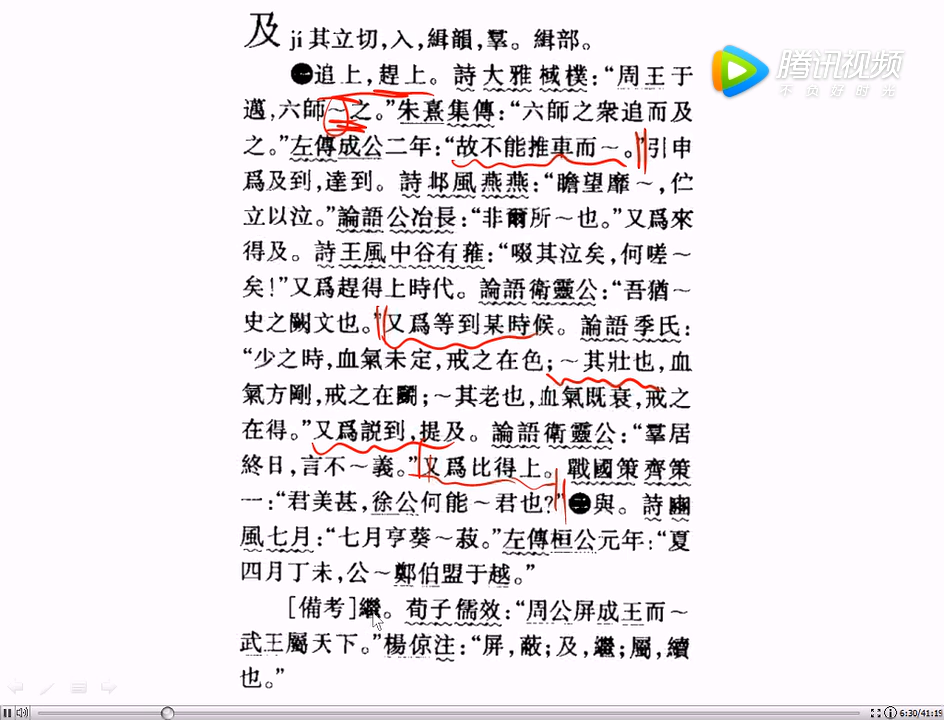 及 jí 其立切,入,緝韻,羣。緝部。
㊀追上,趕上。詩大雅棫樸:“周王于
邁,六師～之。”朱熹集傳:“六師之衆追而及
之。”左傳成公二年:“故不能推車而～。”引申
爲及到,達到。詩邶風燕燕:“瞻望靡～,伫
立以泣。”論語公冶長:“非爾所～也。”又爲來
得及。詩王風中谷有蓷:“啜其泣矣,何嗟～
矣!”又爲趕得上時代。論語衛靈公:“吾猶～
史之闕文也。”又爲等到某時候。論語季氏:
“少之時,血氣未定,戒之在色;～其壯也,血
氣方剛,戒之在鬭;～其老也,血氣既衰,戒之
在得。”又爲説到,提及。論語衛靈公:“羣居
終日,言不～義。”又爲比得上。戰國策齊策
一:“君美甚,徐公何能～君也?”㊁與。詩豳
風七月:“七月亨葵～菽。”左傳桓公元年:“夏
四月丁未,公～鄭伯盟于越。”
[備考]繼。荀子儒效:“周公屏成王而～
武王屬天下。”楊倞注:“屏,蔽;及,繼;屬,續
也。”
腾讯视频
不负好时光
6:30/41:19